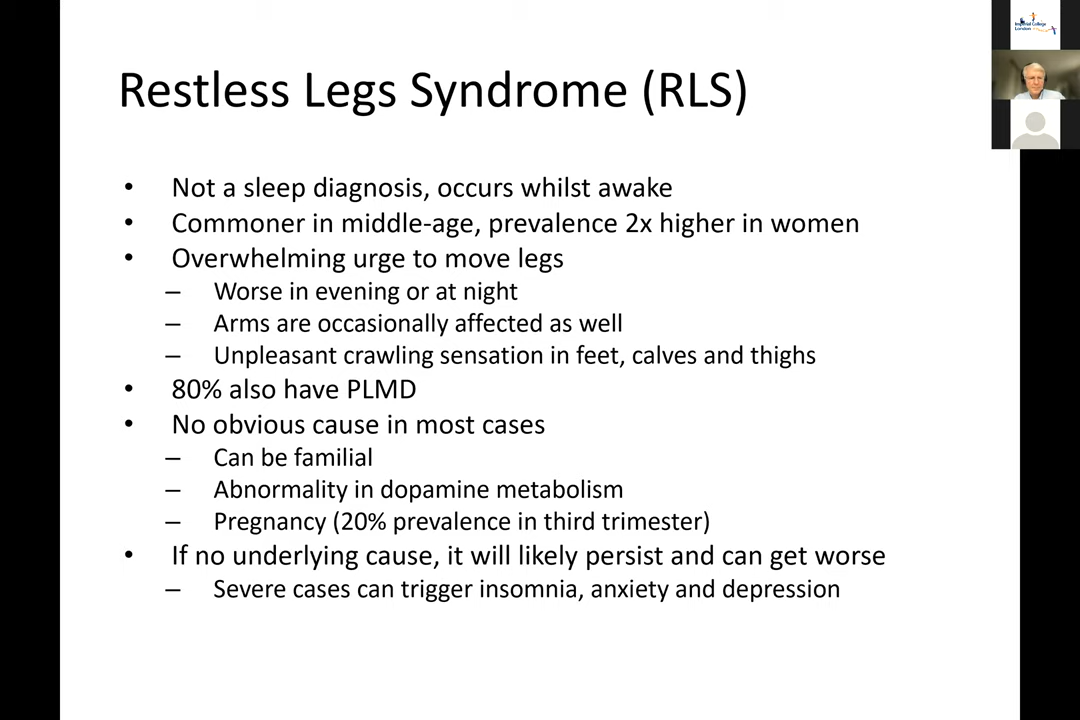 Imperial College
London
Restless Legs Syndrome (RLS)
• Not a sleep diagnosis, occurs whilst awake
• Commoner in middle-age, prevalence 2x higher in women
• Overwhelming urge to move legs
– Worse in evening or at night
– Arms are occasionally affected as well
– Unpleasant crawling sensation in feet, calves and thighs
• 80% also have PLMD
• No obvious cause in most cases
– Can be familial
– Abnormality in dopamine metabolism
– Pregnancy (20% prevalence in third trimester)
• If no underlying cause, it will likely persist and can get worse
– Severe cases can trigger insomnia, anxiety and depression